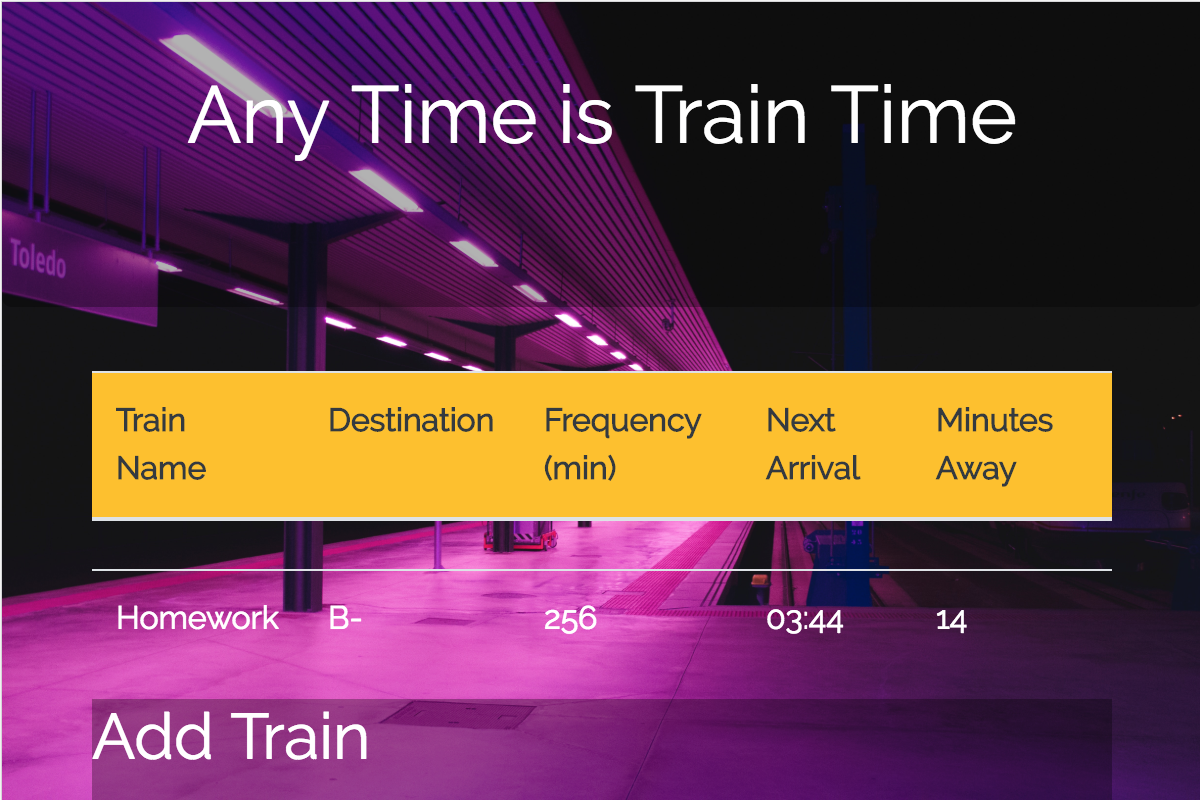 Any Time is Train Time
Toledo
Train Name
Destination
Frequency (min)
Next Arrival
Minutes Away
Homework B- 256 03:44 14
Add Train